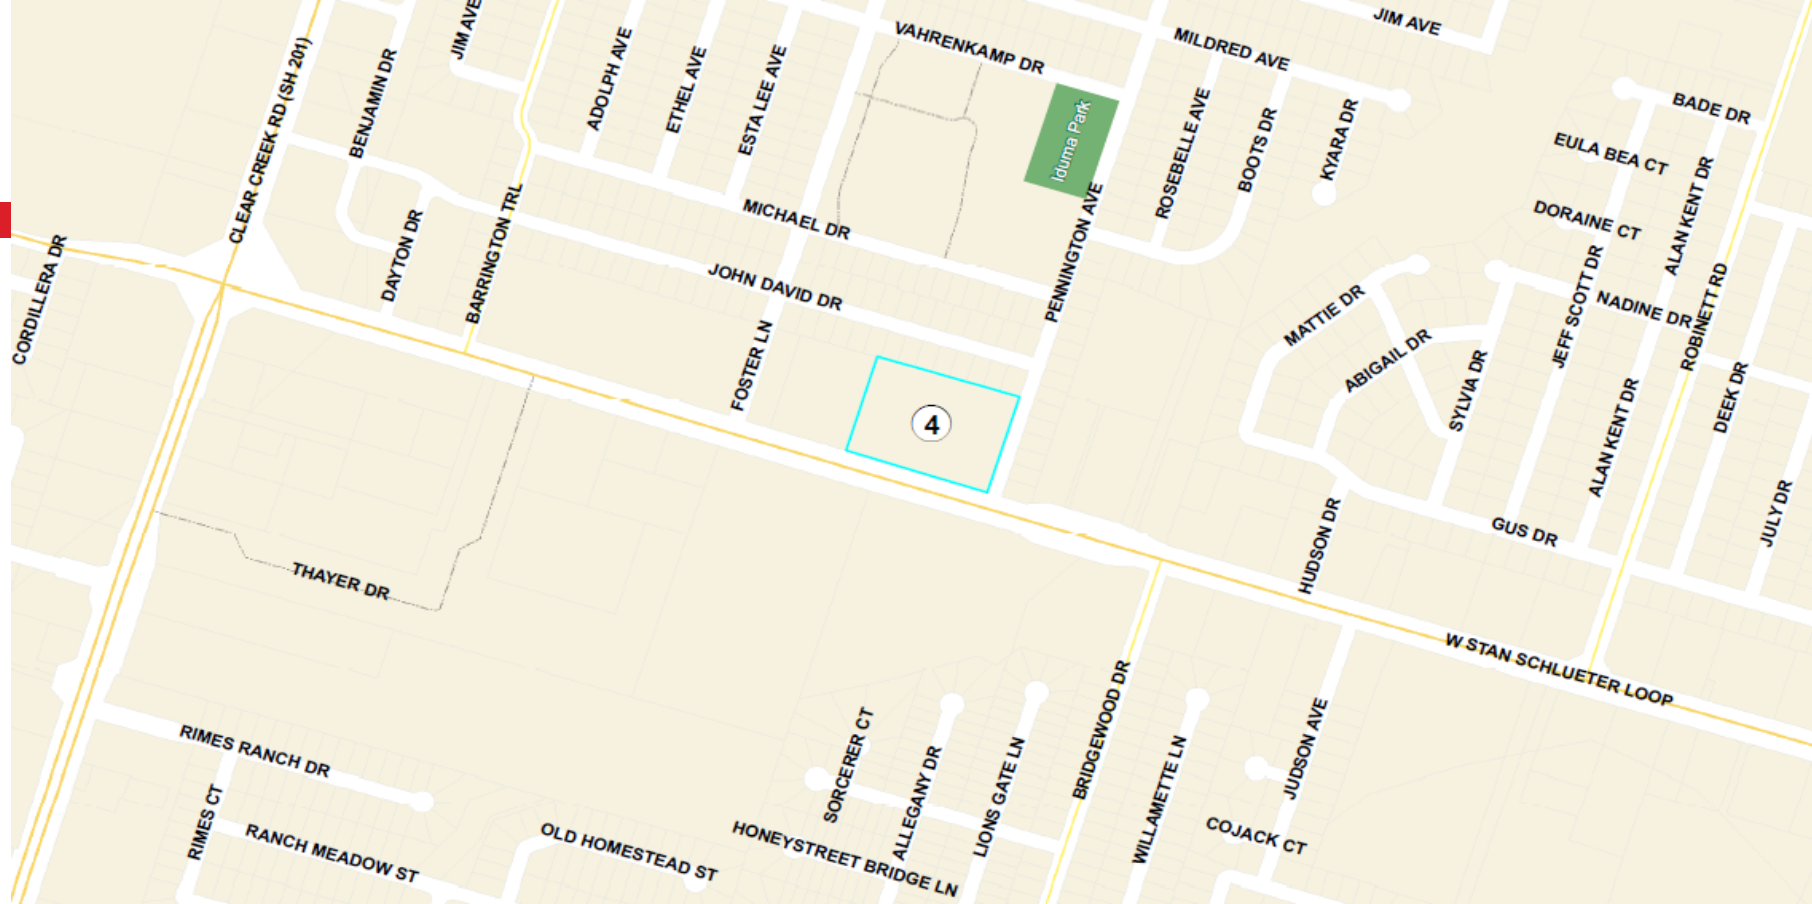 JIM AVE
VAHRENKAMP DR
MILDRED AVE
JIM AVE
CLEAR CREEK RD (SH 201)
BENJAMIN DR
ADOLPH AVE
ETHEL AVE
ESTA LEE AVE
Iduma Park
ROSEBELLE AVE
BOOTS DR
KYARA DR
BADE DR
EULA BEA CT
ALAN KENT DR
DORAINE CT
CORDILLERA DR
DAYTON DR
BARRINGTON TRL
MICHAEL DR
PENNINGTON AVE
JOHN DAVID DR
FOSTER LN
MATTIE DR
ABIGAIL DR
SYLVIA DR
JEFF SCOTT DR
NADINE DR
ROBINETT RD
DEEK DR
ALAN KENT DR
4
JULY DR
GUS DR
HUDSON DR
THAYER DR
W STAN SCHLUETER LOOP
BRIDGEWOOD DR
JUDSON AVE
RIMES RANCH DR
SORCERER CT
ALLEGANY DR
LIONS GATE LN
WILLAMETTE LN
RIMES CT
RANCH MEADOW ST
OLD HOMESTEAD ST
HONEYSTREET BRIDGE LN
COJACK CT